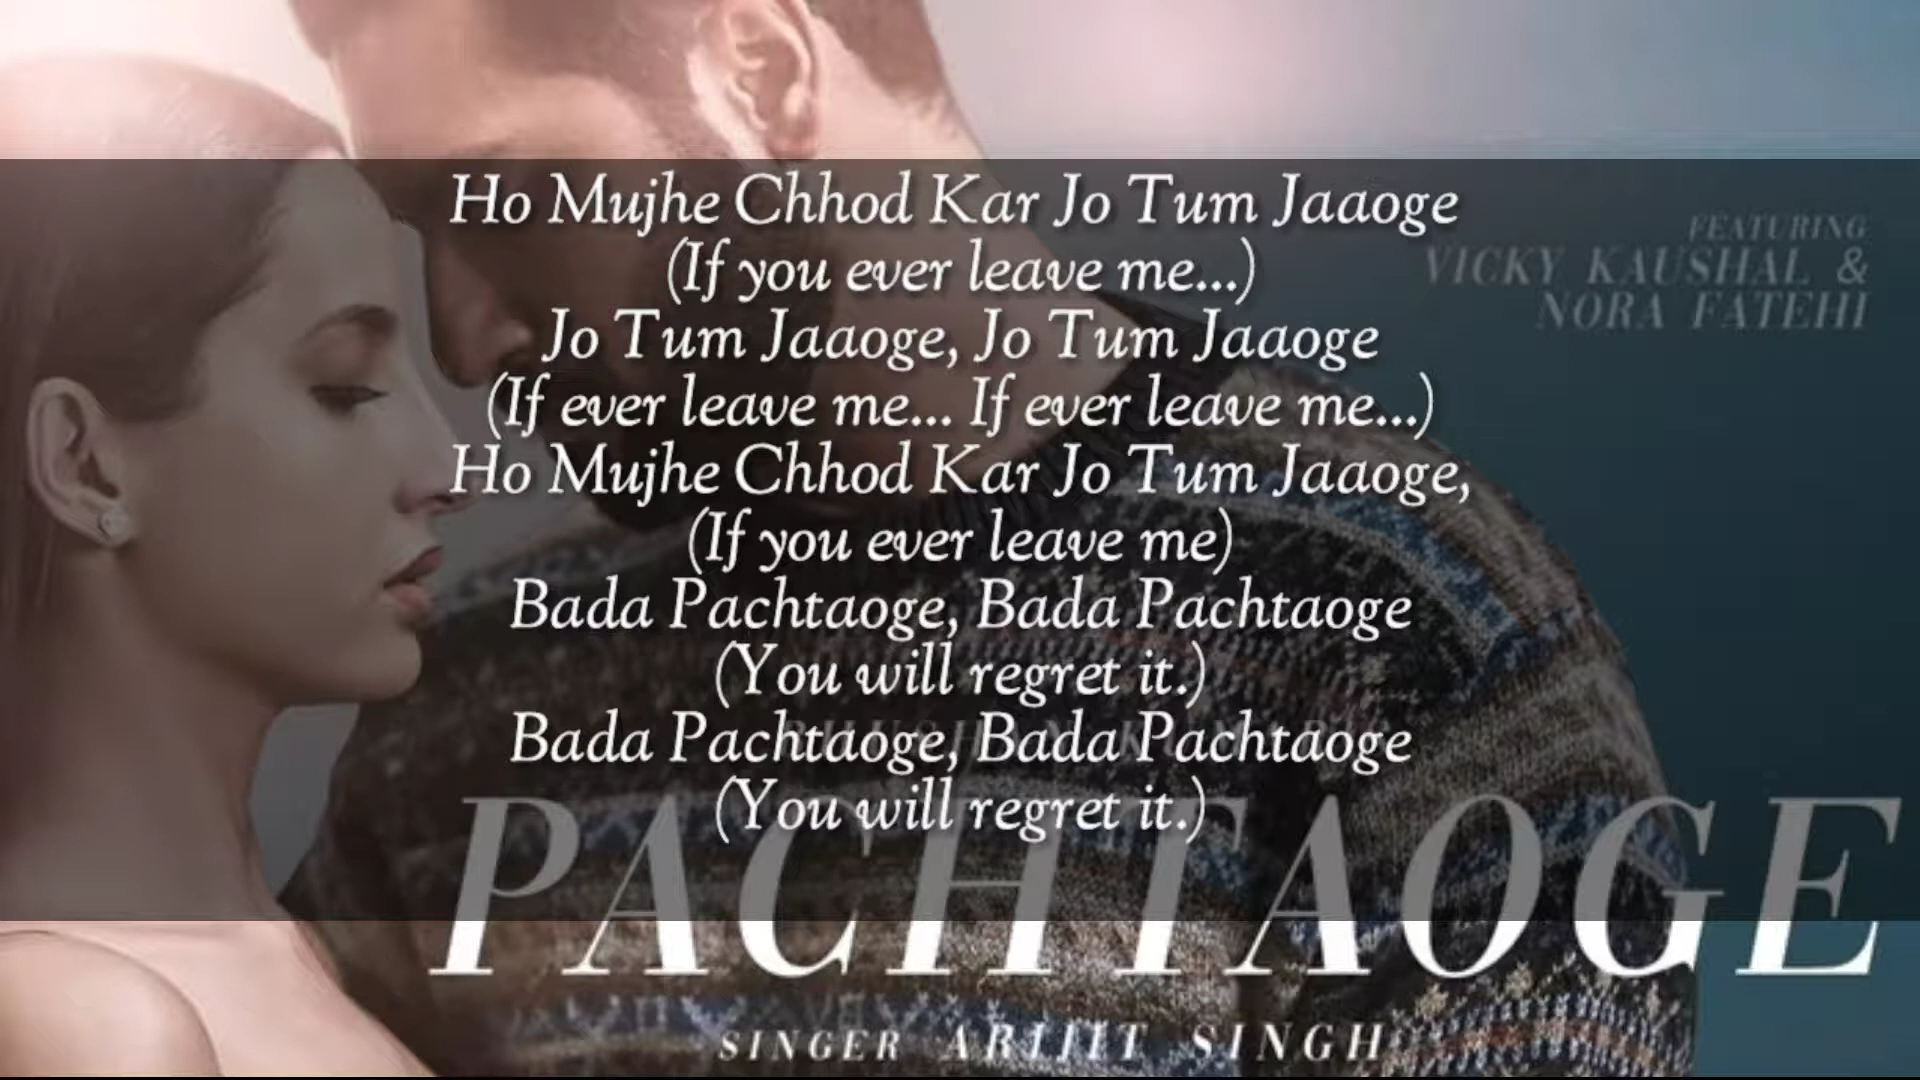 Ho Mujhe Chhod Kar Jo Tum Jaaoge
(If you ever leave me...)
Jo Tum Jaaoge, Jo Tum Jaaoge
(If ever leave me... If ever leave me...)
Ho Mujhe Chhod Kar Jo Tum Jaaoge,
(If you ever leave me)
Bada Pachtaoge, Bada Pachtaoge
(You will regret it.)
Bada Pachtaoge, Bada Pachtaoge
(You will regret it.)
FEATURING
VICKY KAUSHAL &
NORA FATEHI
PACHTAOGE
SINGER ARIJIT SINGH